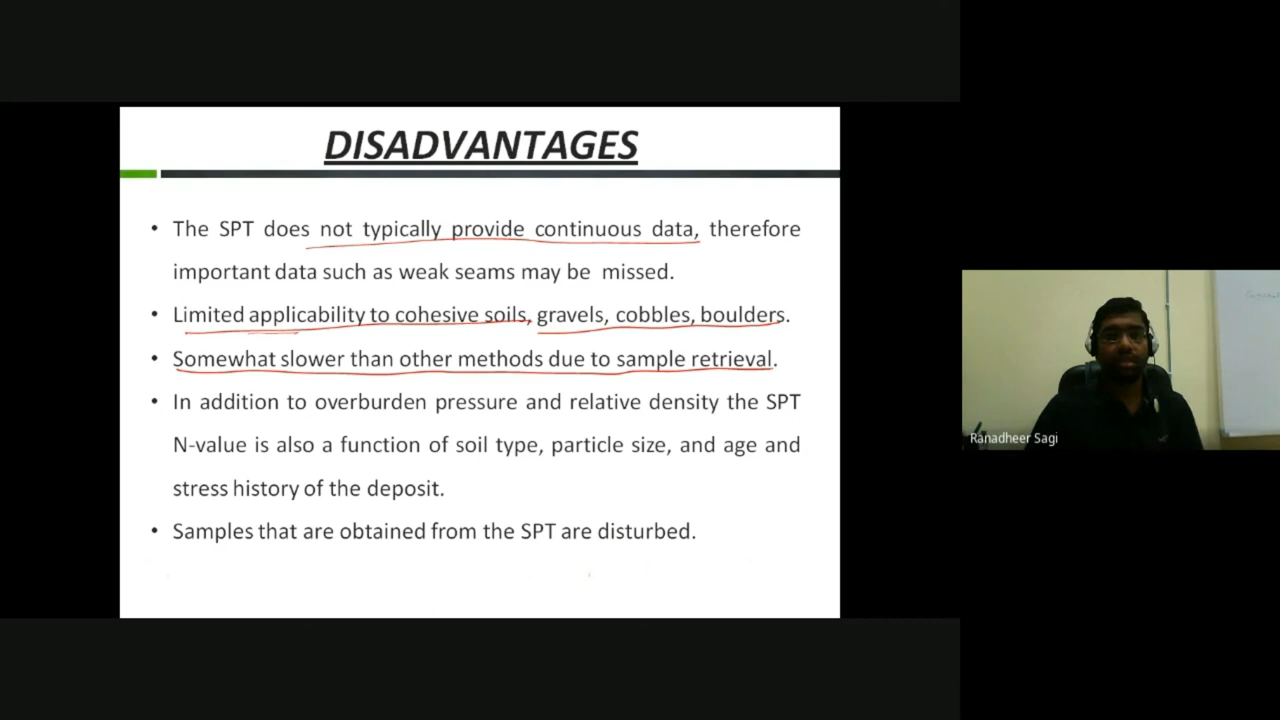 DISADVANTAGES
• The SPT does not typically provide continuous data, therefore
important data such as weak seams may be missed.
• Limited applicability to cohesive soils, gravels, cobbles, boulders.
• Somewhat slower than other methods due to sample retrieval.
• In addition to overburden pressure and relative density the SPT
N-value is also a function of soil type, particle size, and age and
stress history of the deposit.
• Samples that are obtained from the SPT are disturbed.
Ranadheer Sagi